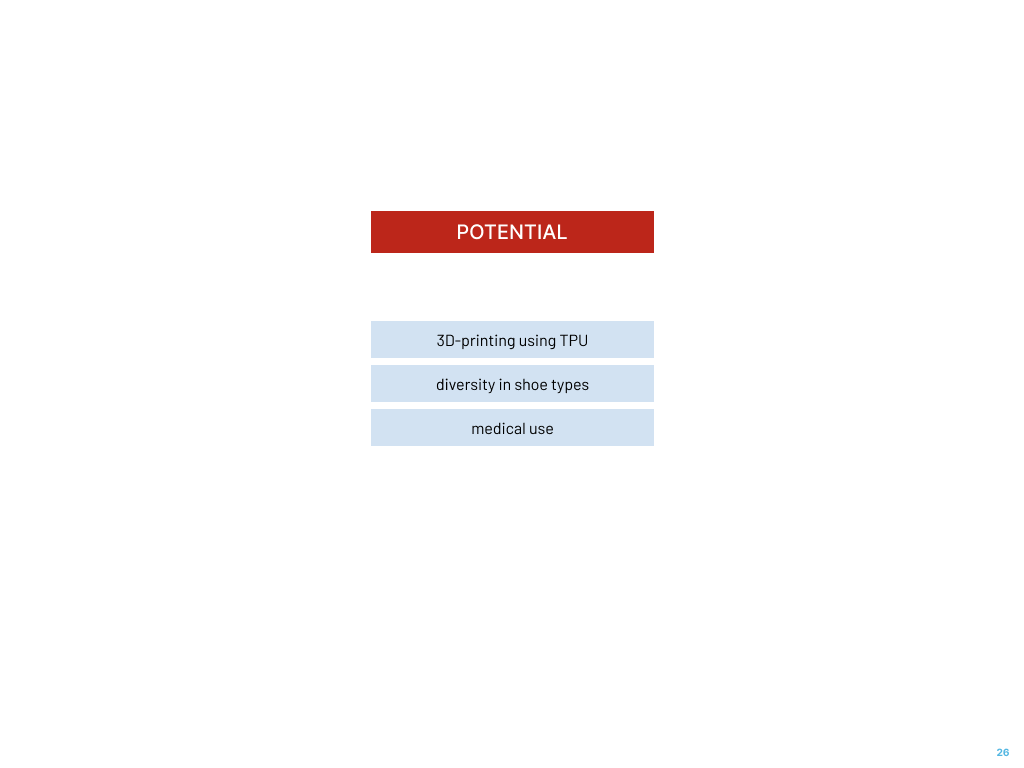 POTENTIAL
3D-printing using TPU
diversity in shoe types
medical use
26